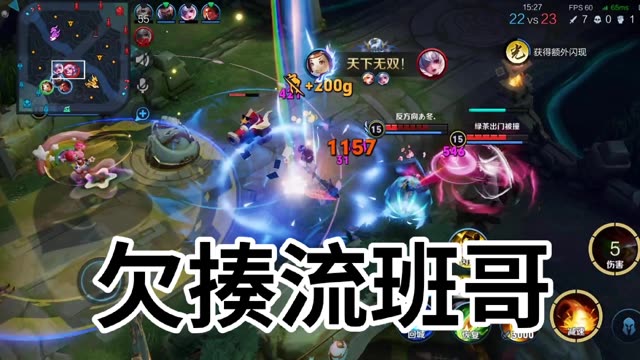 15:27
FPS 60
65ms
22 vs 23
7
0
1
55
天下无双!
获得额外闪现
+200g
反方向あ冬、
15
绿茶出门被撞
15
1157
31
543
5
伤害
欠揍流班哥
减速
回城
恢复